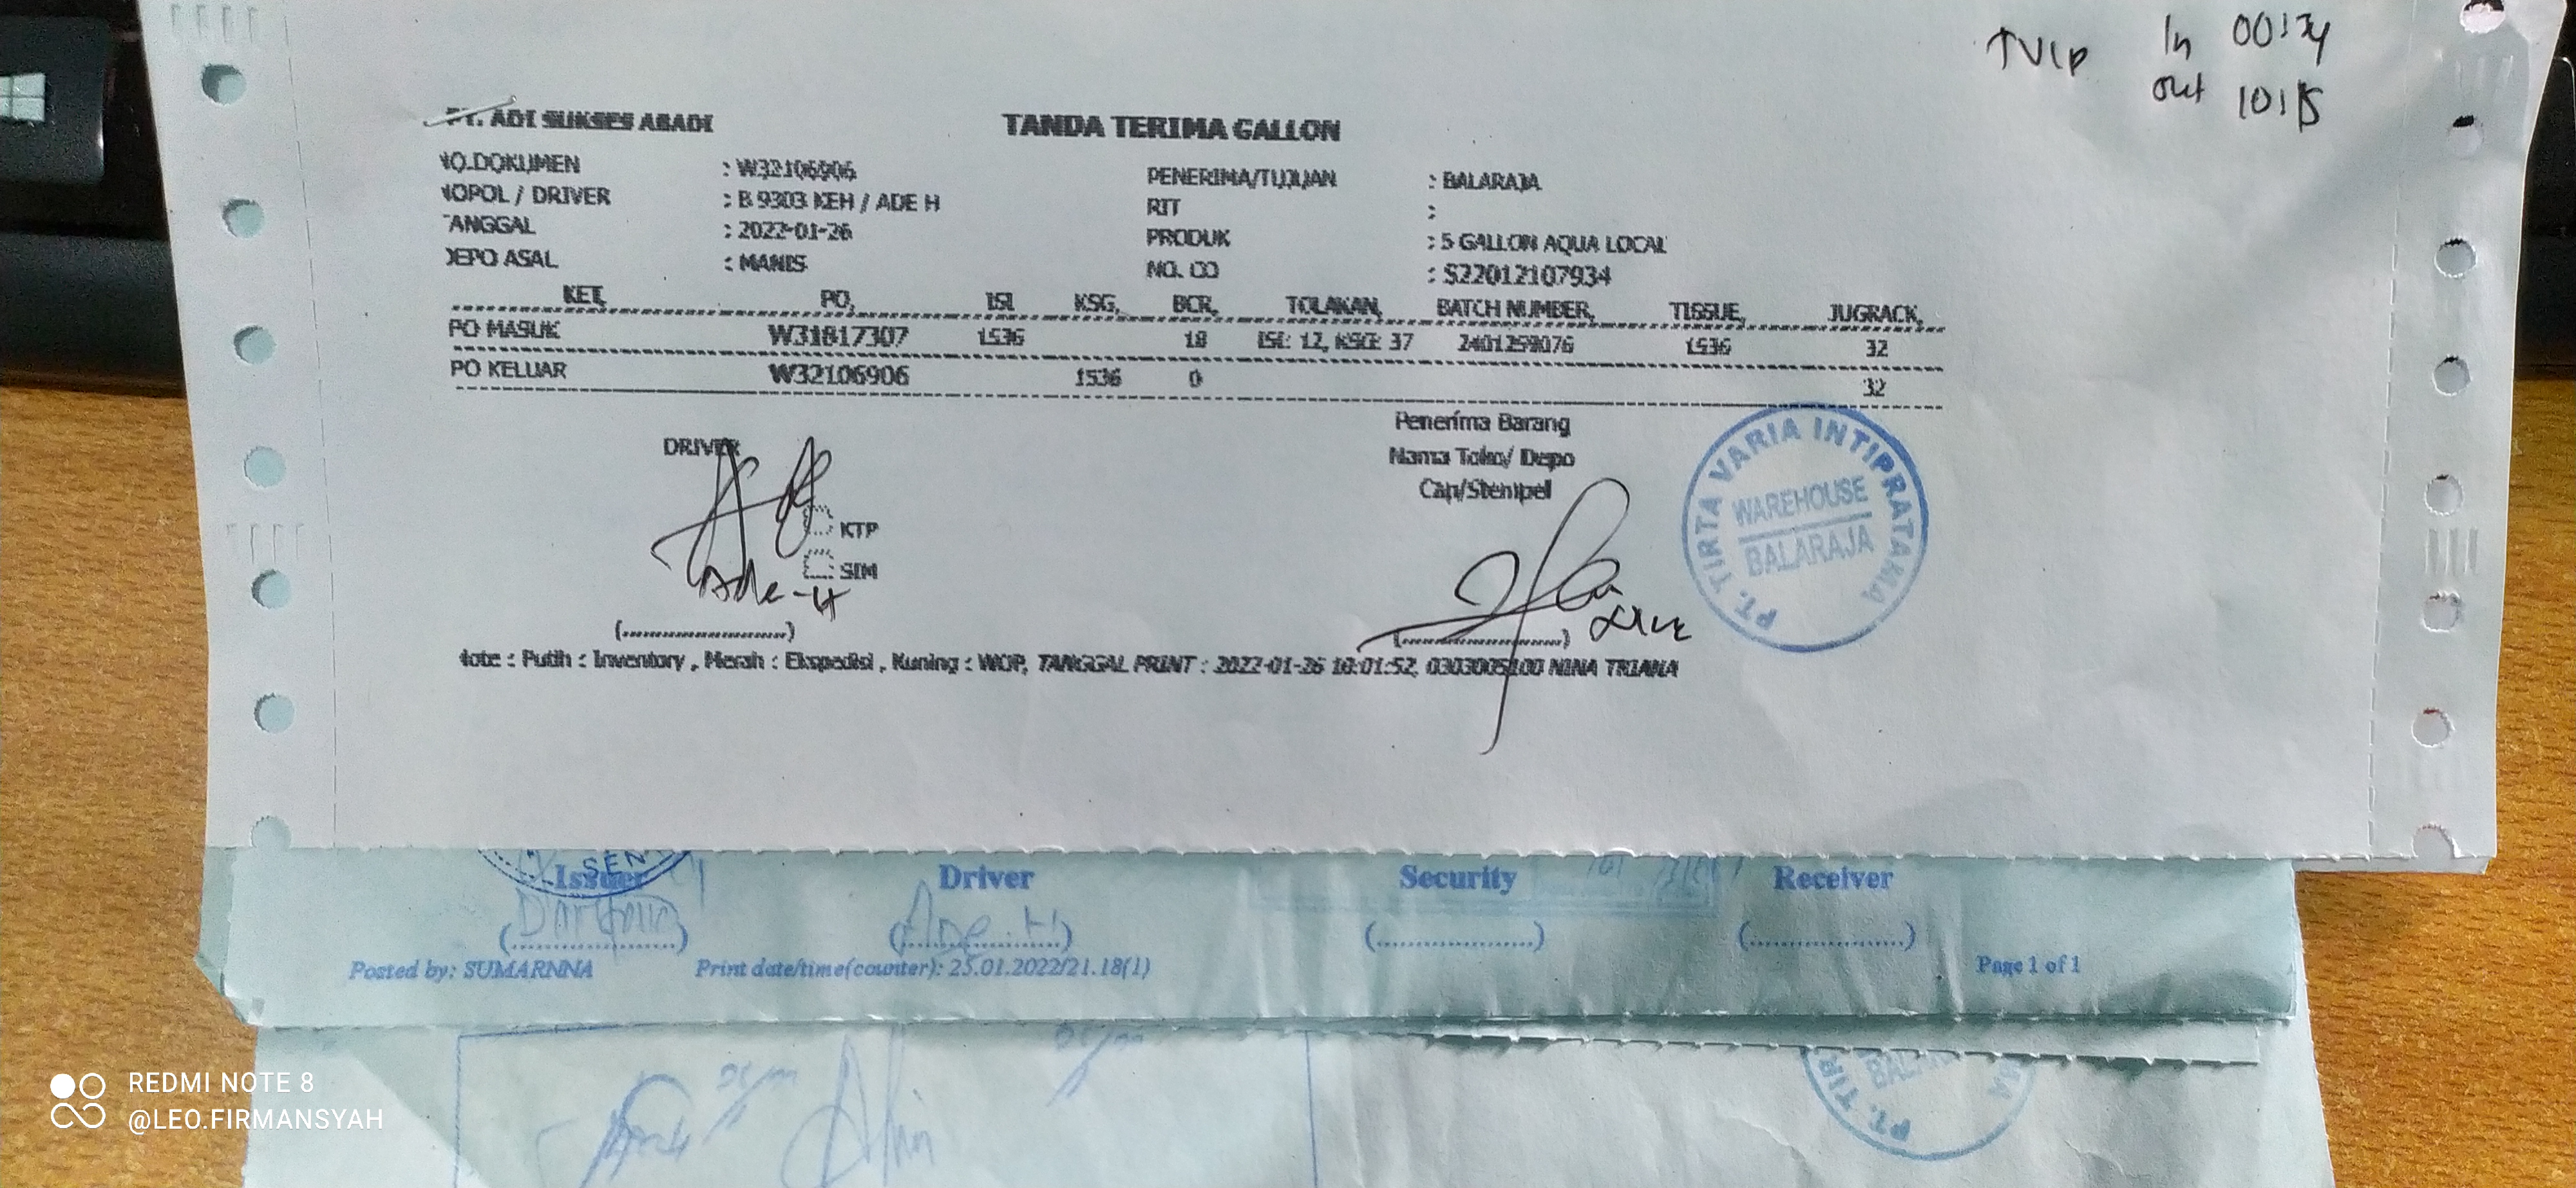 TVIP In 00:34
out 10:15
PT. ADI SUKSES ABADI TANDA TERIMA GALLON
NO.DOKUMEN : W32106906 PENERIMA/TUJUAN : BALARAJA
NOPOL / DRIVER : B 9303 KEH / ADE H RIT :
TANGGAL : 2022-01-26 PRODUK : 5 GALLON AQUA LOCAL
DEPO ASAL : MANIS NO. CO : S22012107934
KET, PO, ISI KSG, BCR, TOLAKAN, BATCH NUMBER, TISSUE, JUGRACK,
PO MASUK W31817307 1536 18 ISI: 12, KSG: 37 2401259076 1536 32
PO KELUAR W32106906 1536 0 32
DRIVER Penerima Barang
Nama Toko/ Depo
Cap/Stempel
KTP
SIM
Ade-H
(........................) (........................)
PT. TIRTA VARIA INTIPRATAMA
WAREHOUSE
BALARAJA
Note : Putih : Inventory , Merah : Ekspedisi , Kuning : WOP, TANGGAL PRINT : 2022-01-26 10:01:52, 0303005100 NINA TRIANA
SEN
Issuer Driver Security Receiver
Ade.H
(........................) (........................) (........................) (........................)
Posted by: SUMARNNA Print date/time(counter): 25.01.2022/21.18(1) Page 1 of 1
PT. TIR
BALAR
MA
REDMI NOTE 8
@LEO.FIRMANSYAH